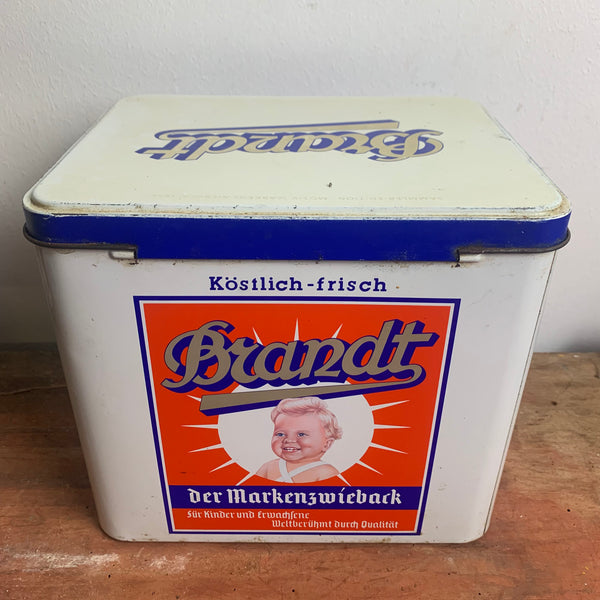 Brandt
Köstlich-frisch
Brandt
der Markenzwieback
Für Kinder und Erwachsene
Weltberühmt durch Qualität